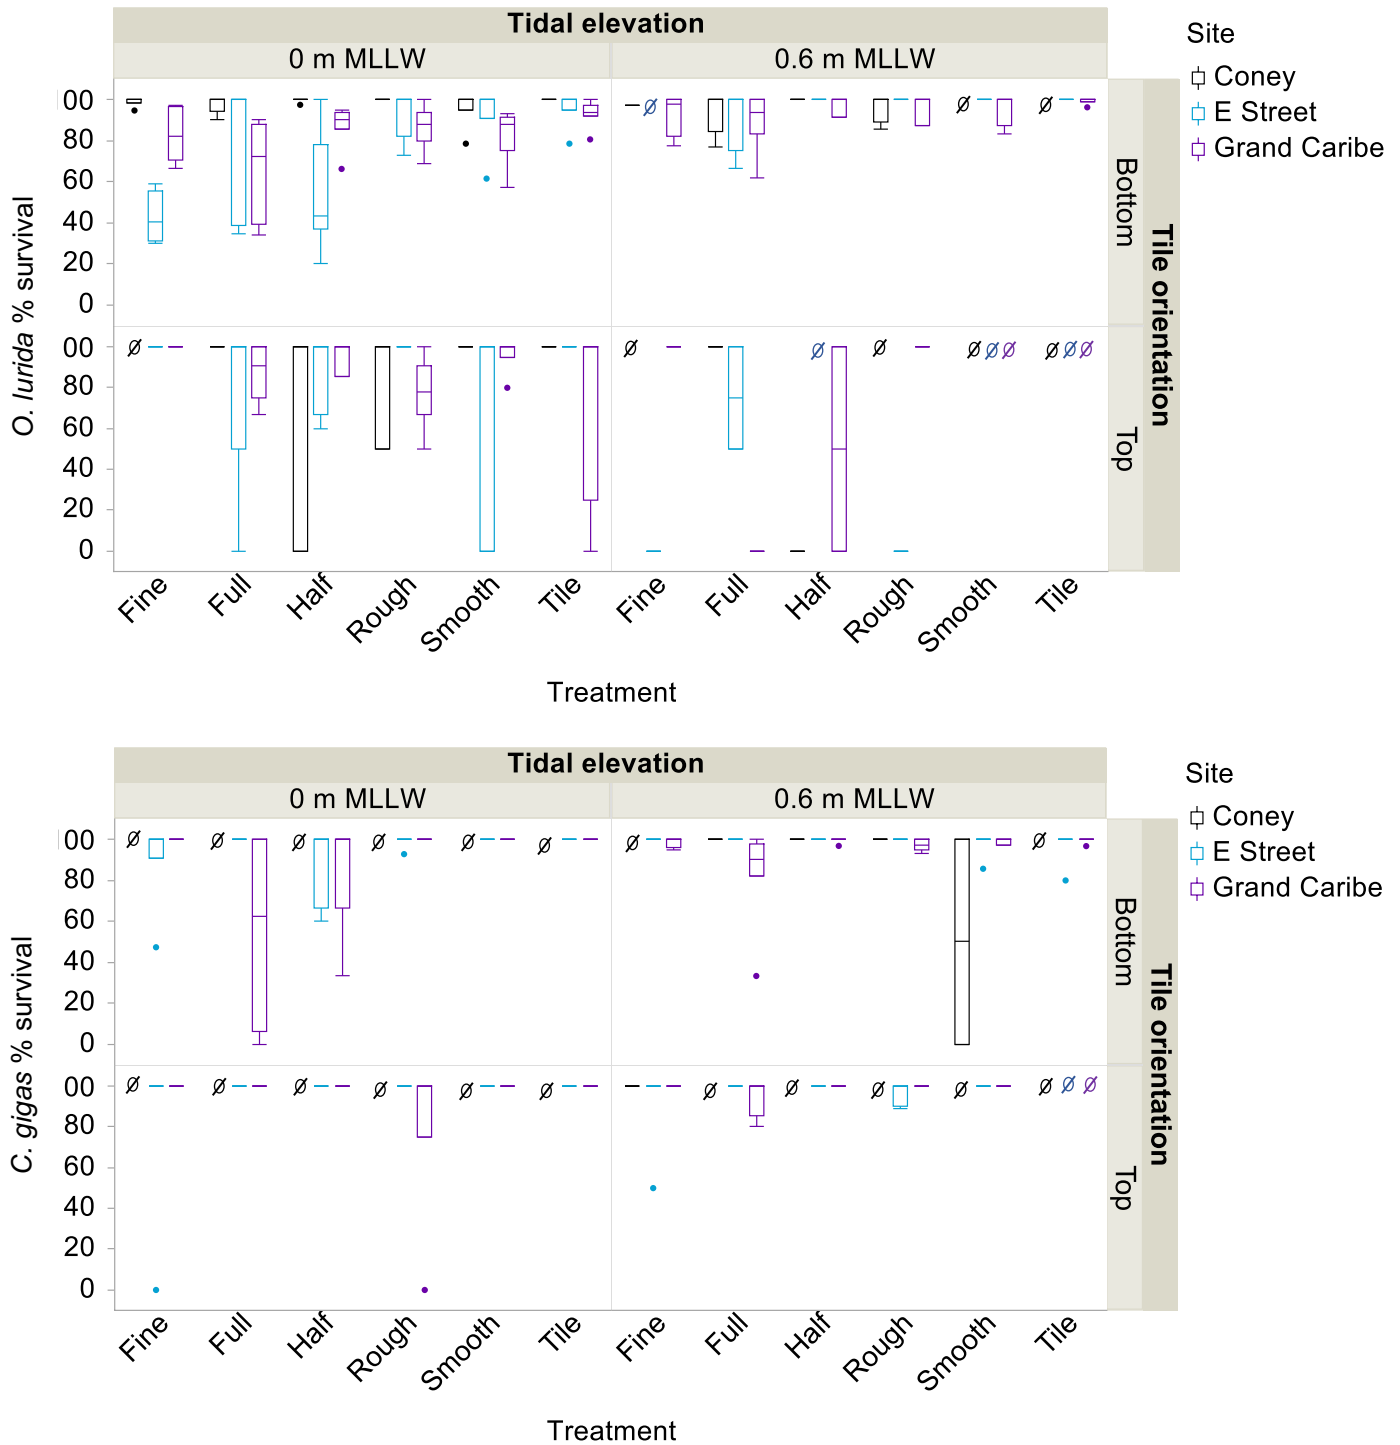 Tidal elevation
0 m MLLW 0.6 m MLLW
Site
Coney
E Street
Grand Caribe
O. lurida % survival
00
80
60
40
20
0
Bottom
00
80
60
40
20
0
Top
Tile orientation
Ø Ø Ø
Ø Ø
Ø Ø Ø Ø Ø Ø Ø Ø Ø Ø
Fine Full Half Rough Smooth Tile Fine Full Half Rough Smooth Tile
Treatment
Tidal elevation
0 m MLLW 0.6 m MLLW
Site
Coney
E Street
Grand Caribe
C. gigas % survival
00
80
60
40
20
0
Bottom
00
80
60
40
20
0
Top
Tile orientation
Ø Ø Ø Ø Ø Ø Ø Ø
Ø Ø Ø Ø Ø Ø Ø Ø Ø Ø Ø Ø Ø
Fine Full Half Rough Smooth Tile Fine Full Half Rough Smooth Tile
Treatment